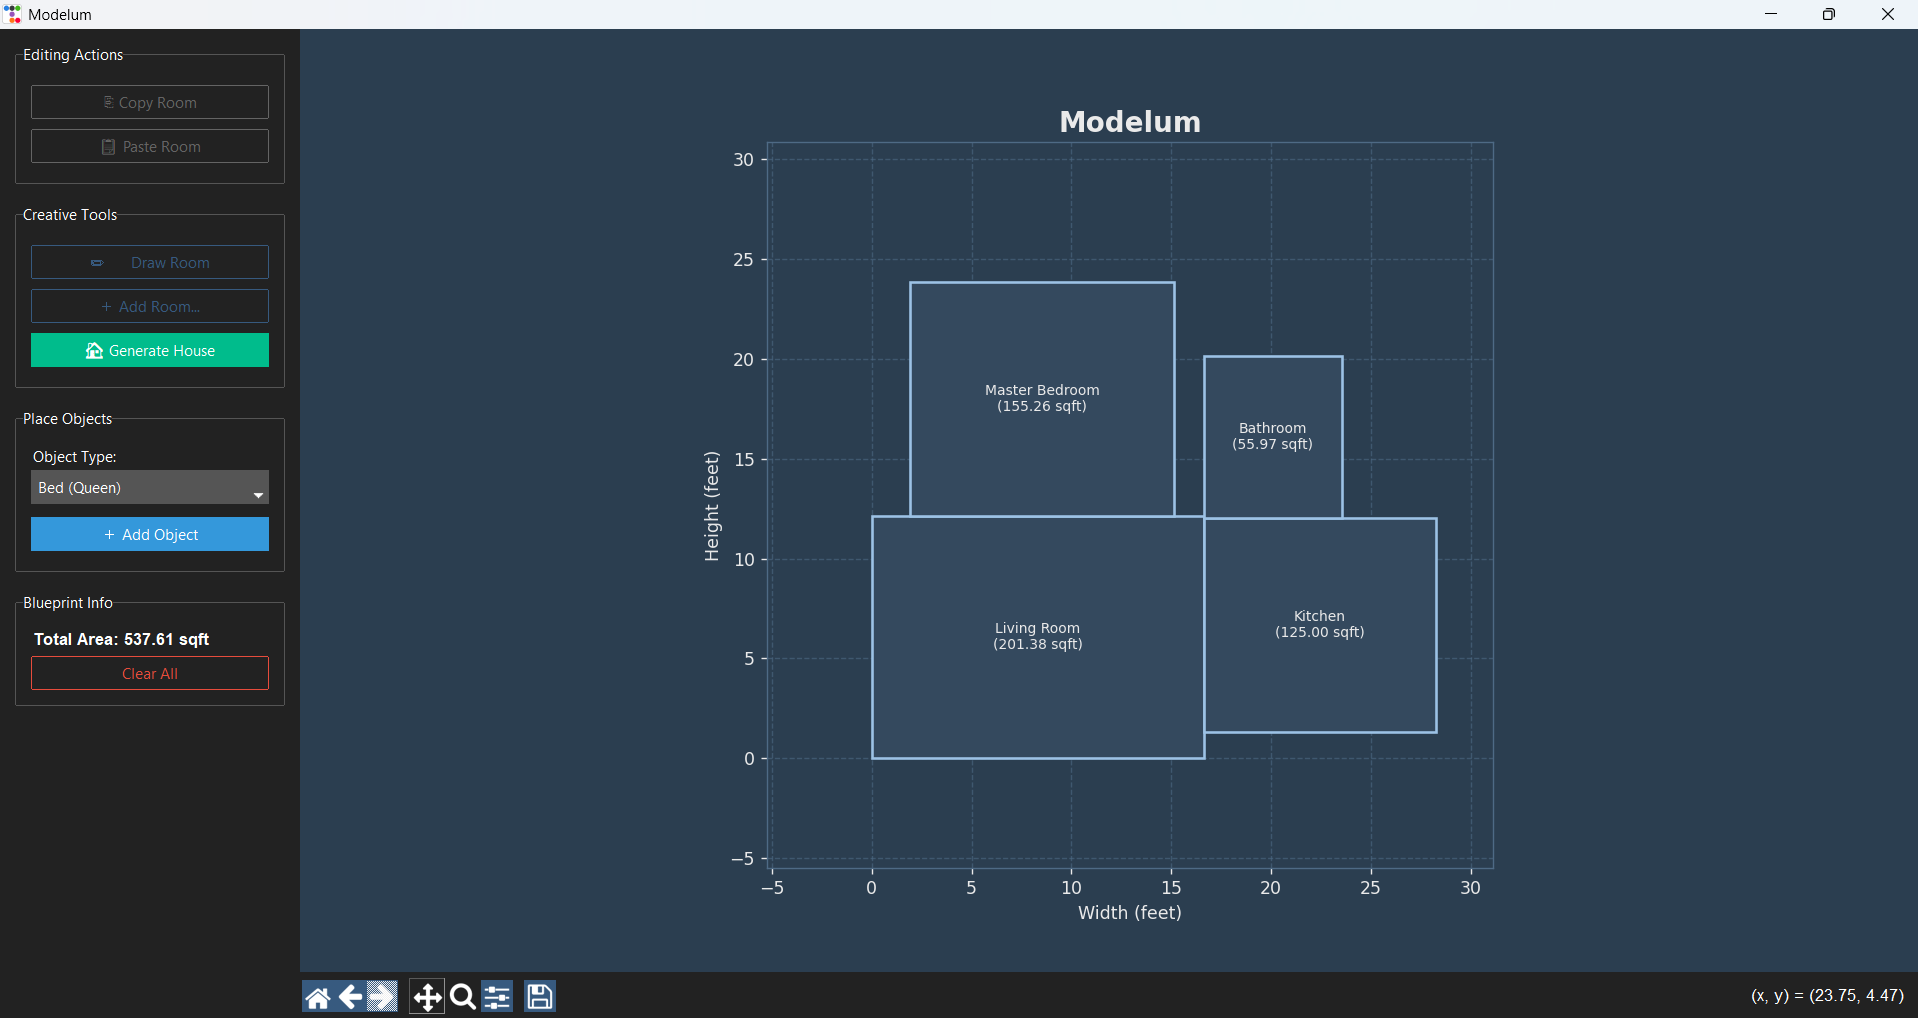 Modelum
Editing Actions
Copy Room
Paste Room
Creative Tools
Draw Room
+ Add Room...
Generate House
Place Objects
Object Type:
Bed (Queen)
+ Add Object
Blueprint Info
Total Area: 537.61 sqft
Clear All
Modelum
Height (feet)
30
25
20
15
10
5
0
−5
Master Bedroom
(155.26 sqft)
Bathroom
(55.97 sqft)
Living Room
(201.38 sqft)
Kitchen
(125.00 sqft)
−5 0 5 10 15 20 25 30
Width (feet)
(x, y) = (23.75, 4.47)